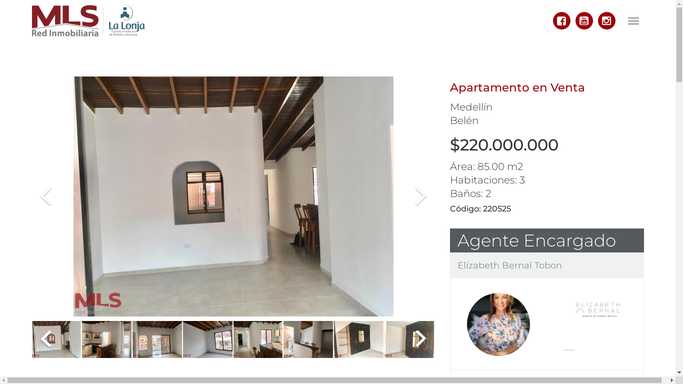 MLS
Red Inmobiliaria
La Lonja
Apartamento en Venta
Medellín
Belén
$220.000.000
Área: 85.00 m2
Habitaciones: 3
Baños: 2
Código: 220525
Agente Encargado
Elizabeth Bernal Tobon
ELIZABETH
BERNAL
MLS